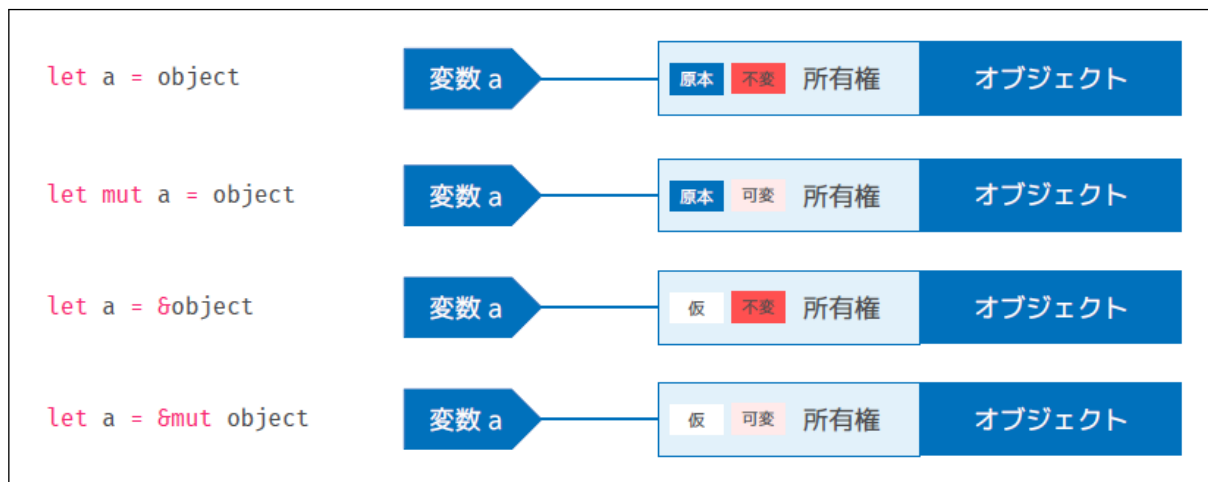 let a = object 変数 a 原本 不変 所有権 オブジェクト
let mut a = object 変数 a 原本 可変 所有権 オブジェクト
let a = &object 変数 a 仮 不変 所有権 オブジェクト
let a = &mut object 変数 a 仮 可変 所有権 オブジェクト